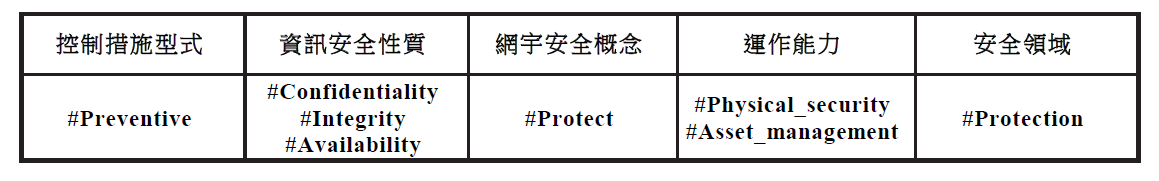 控制措施型式 資訊安全性質 網宇安全概念 運作能力 安全領域
#Preventive #Confidentiality #Integrity #Availability #Protect #Physical_security #Asset_management #Protection